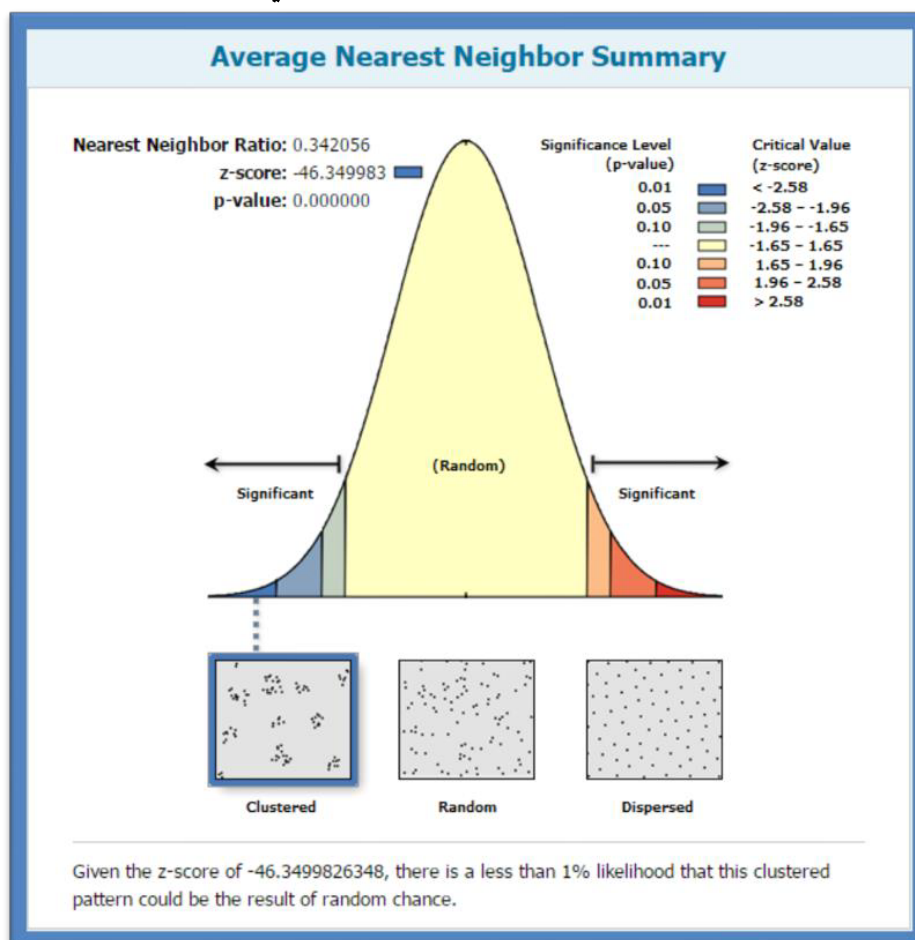 Average Nearest Neighbor Summary
Nearest Neighbor Ratio: 0.342056
z-score: -46.349983
p-value: 0.000000
Significance Level (p-value)
Critical Value (z-score)
0.01 < -2.58
0.05 -2.58 – -1.96
0.10 -1.96 – -1.65
--- -1.65 – 1.65
0.10 1.65 – 1.96
0.05 1.96 – 2.58
0.01 > 2.58
(Random)
Significant
Significant
Clustered
Random
Dispersed
Given the z-score of -46.3499826348, there is a less than 1% likelihood that this clustered
pattern could be the result of random chance.